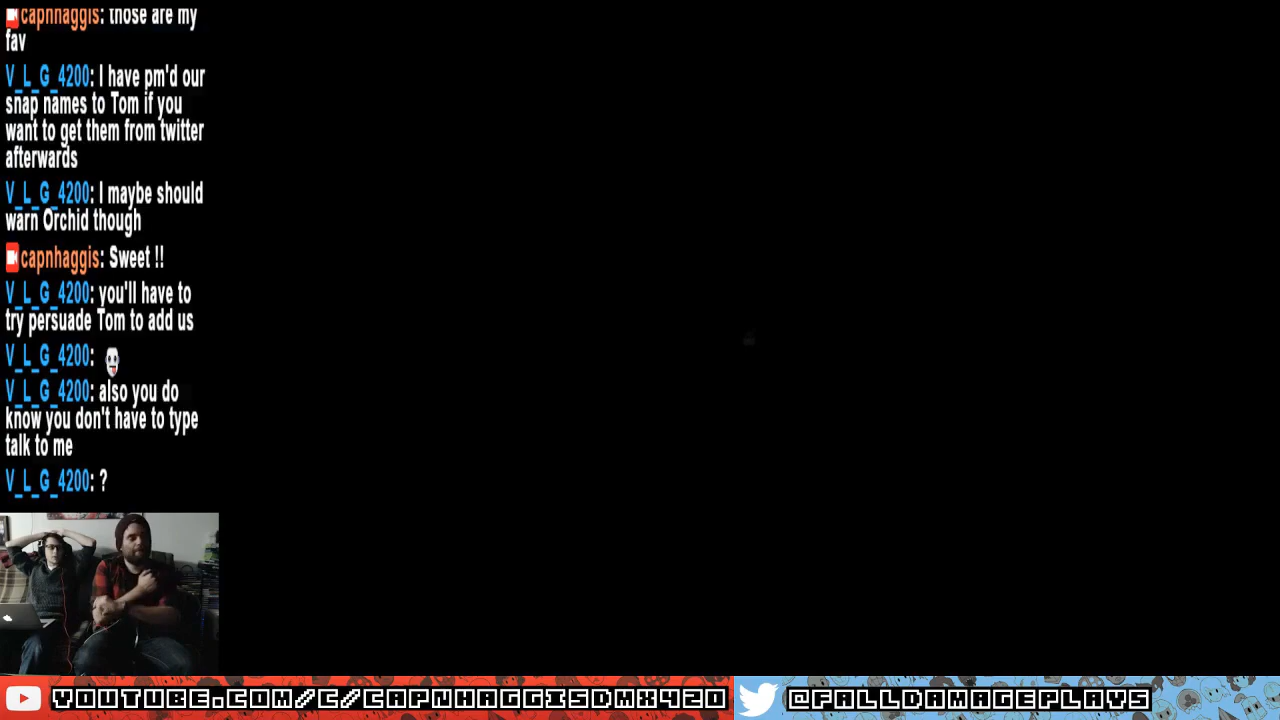 capnhaggis: those are my
fav
V_L_G_4200: I have pm'd our
snap names to Tom if you
want to get them from twitter
afterwards
V_L_G_4200: I maybe should
warn Orchid though
capnhaggis: Sweet !!
V_L_G_4200: you'll have to
try persuade Tom to add us
V_L_G_4200:
V_L_G_4200: also you do
know you don't have to type
talk to me
V_L_G_4200: ?
YOUTUBE.COM/C/CAPNHAGGISDMX420
@FALLDAMAGEPLAYS